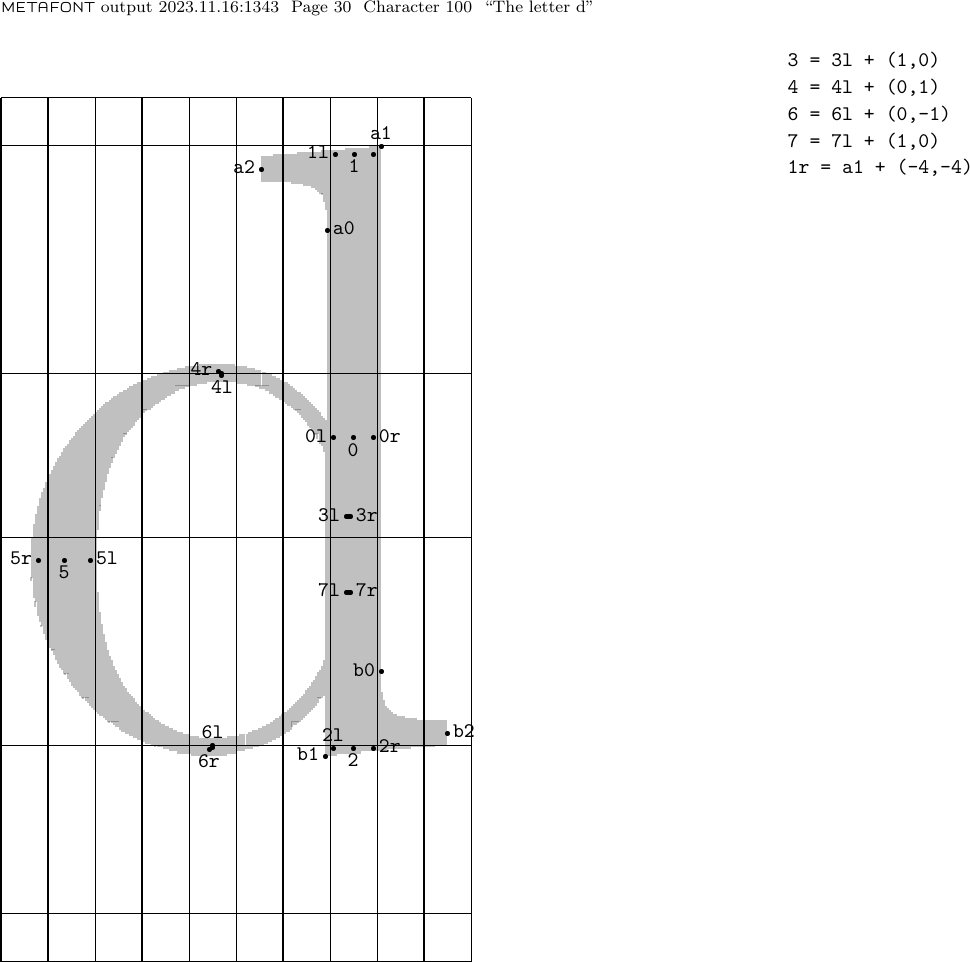 METAFONT output 2023.11.16:1343 Page 30 Character 100 “The letter d”
3 = 3l + (1,0)
4 = 4l + (0,1)
6 = 6l + (0,-1)
7 = 7l + (1,0)
1r = a1 + (-4,-4)
a1
1l
a2
1
a0
4r
4l
0l
0r
0
3l
3r
5r
5l
5
7l
7r
b0
6l
2l
b2
2r
b1
2
6r